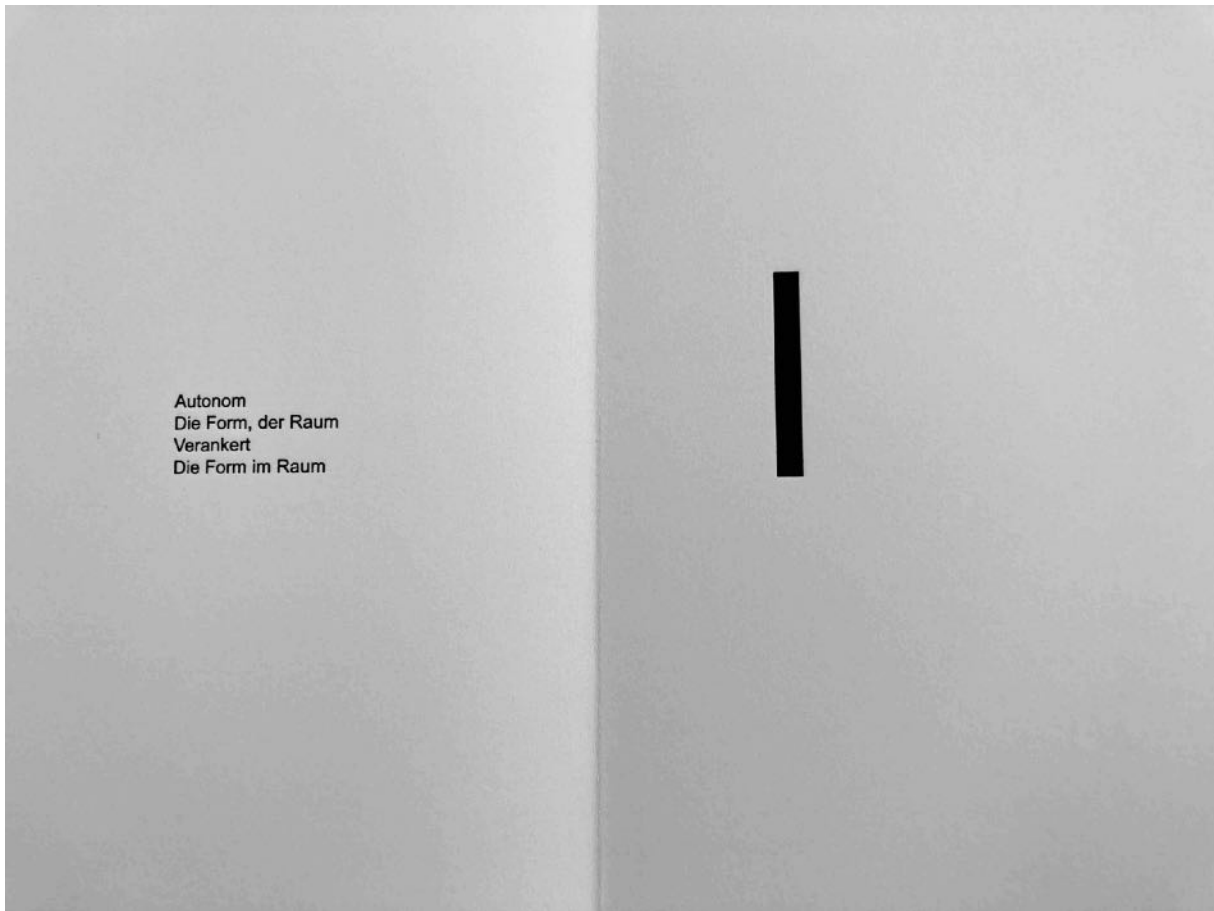 Autonom
Die Form, der Raum
Verankert
Die Form im Raum